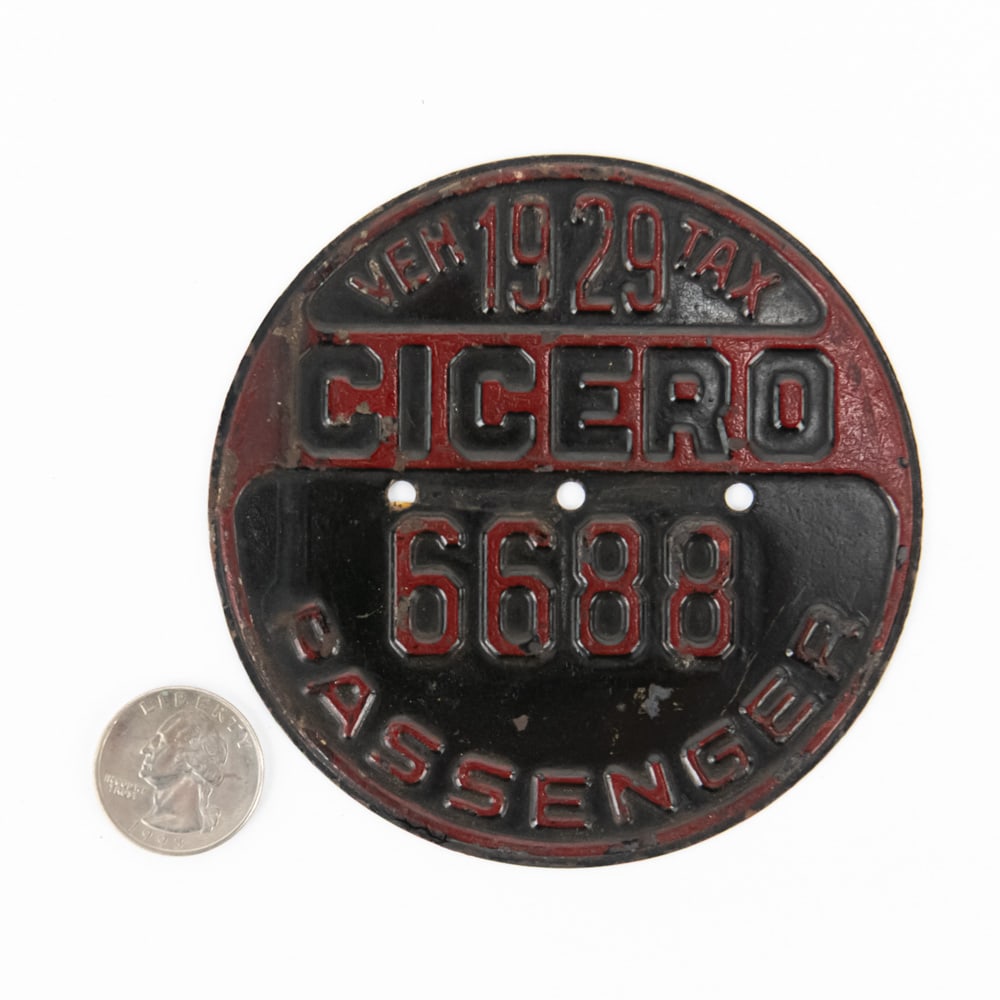 VEH 1929 TAX
CICERO
6688
PASSENGER
LIBERTY